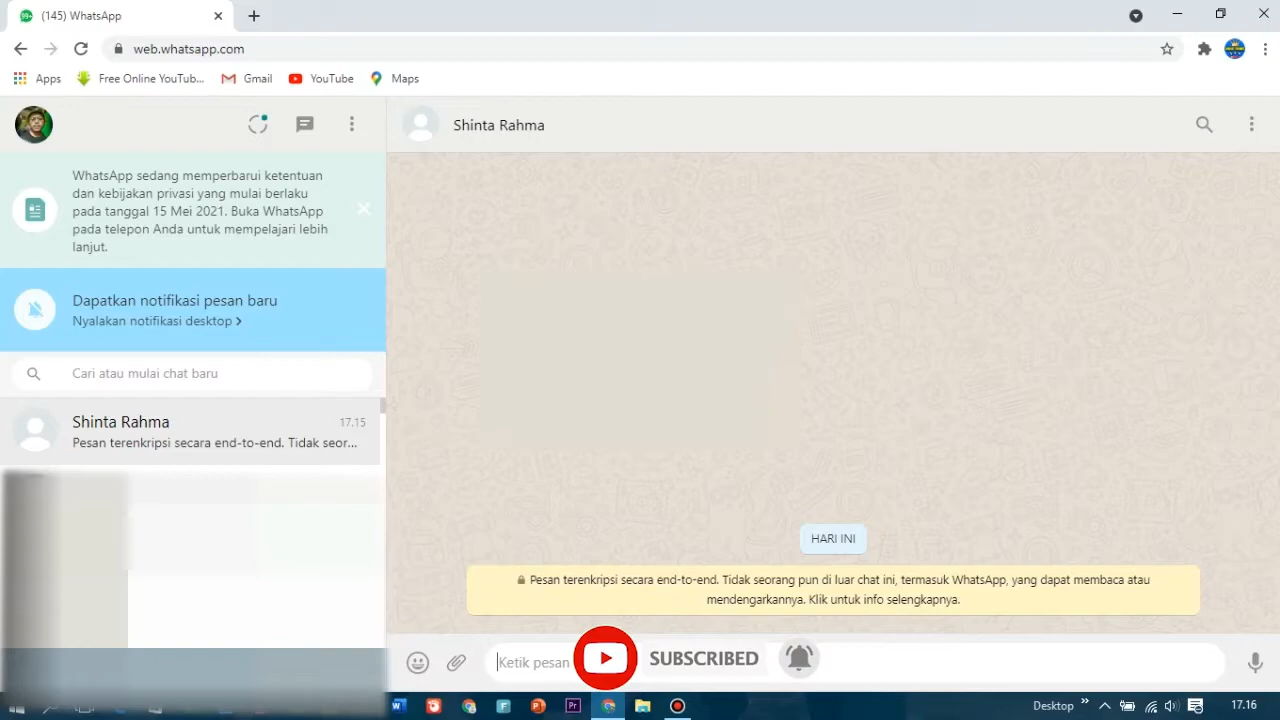 99+
(145) WhatsApp
web.whatsapp.com
Apps
Free Online YouTub...
Gmail
YouTube
Maps
WhatsApp sedang memperbarui ketentuan
dan kebijakan privasi yang mulai berlaku
pada tanggal 15 Mei 2021. Buka WhatsApp
pada telepon Anda untuk mempelajari lebih
lanjut.
Dapatkan notifikasi pesan baru
Nyalakan notifikasi desktop >
Cari atau mulai chat baru
Shinta Rahma
17.15
Pesan terenkripsi secara end-to-end. Tidak seor...
Shinta Rahma
HARI INI
Pesan terenkripsi secara end-to-end. Tidak seorang pun di luar chat ini, termasuk WhatsApp, yang dapat membaca atau
mendengarkannya. Klik untuk info selengkapnya.
Ketik pesan
SUBSCRIBED
Pr
Desktop
17.16